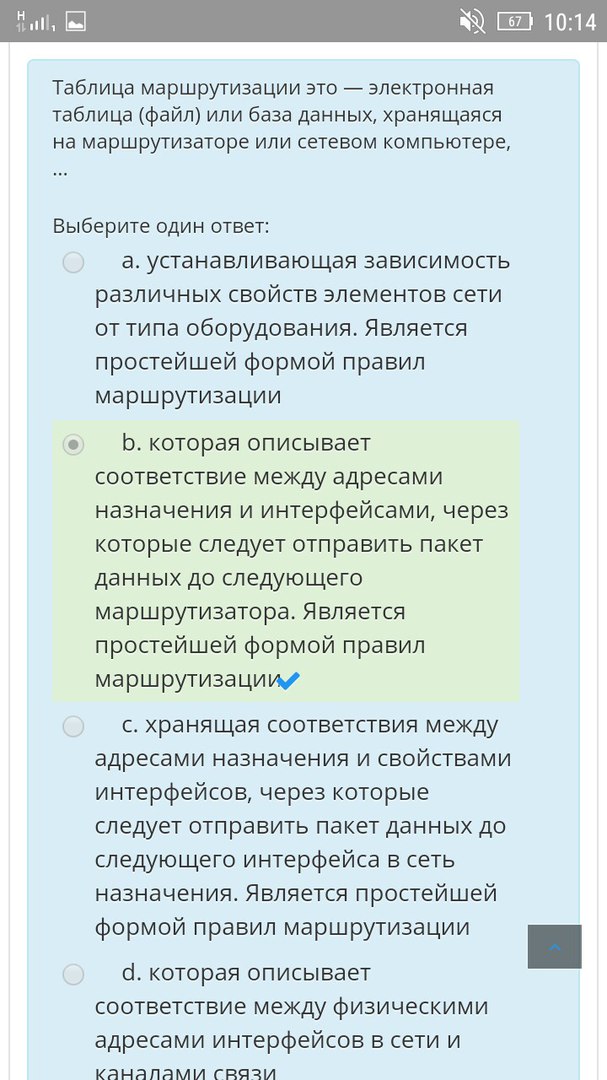 H
1
67
10:14
Таблица маршрутизации это — электронная
таблица (файл) или база данных, хранящаяся
на маршрутизаторе или сетевом компьютере,
...
Выберите один ответ:
a. устанавливающая зависимость
различных свойств элементов сети
от типа оборудования. Является
простейшей формой правил
маршрутизации
b. которая описывает
соответствие между адресами
назначения и интерфейсами, через
которые следует отправить пакет
данных до следующего
маршрутизатора. Является
простейшей формой правил
маршрутизации
c. хранящая соответствия между
адресами назначения и свойствами
интерфейсов, через которые
следует отправить пакет данных до
следующего интерфейса в сеть
назначения. Является простейшей
формой правил маршрутизации
d. которая описывает
соответствие между физическими
адресами интерфейсов в сети и
каналами связи